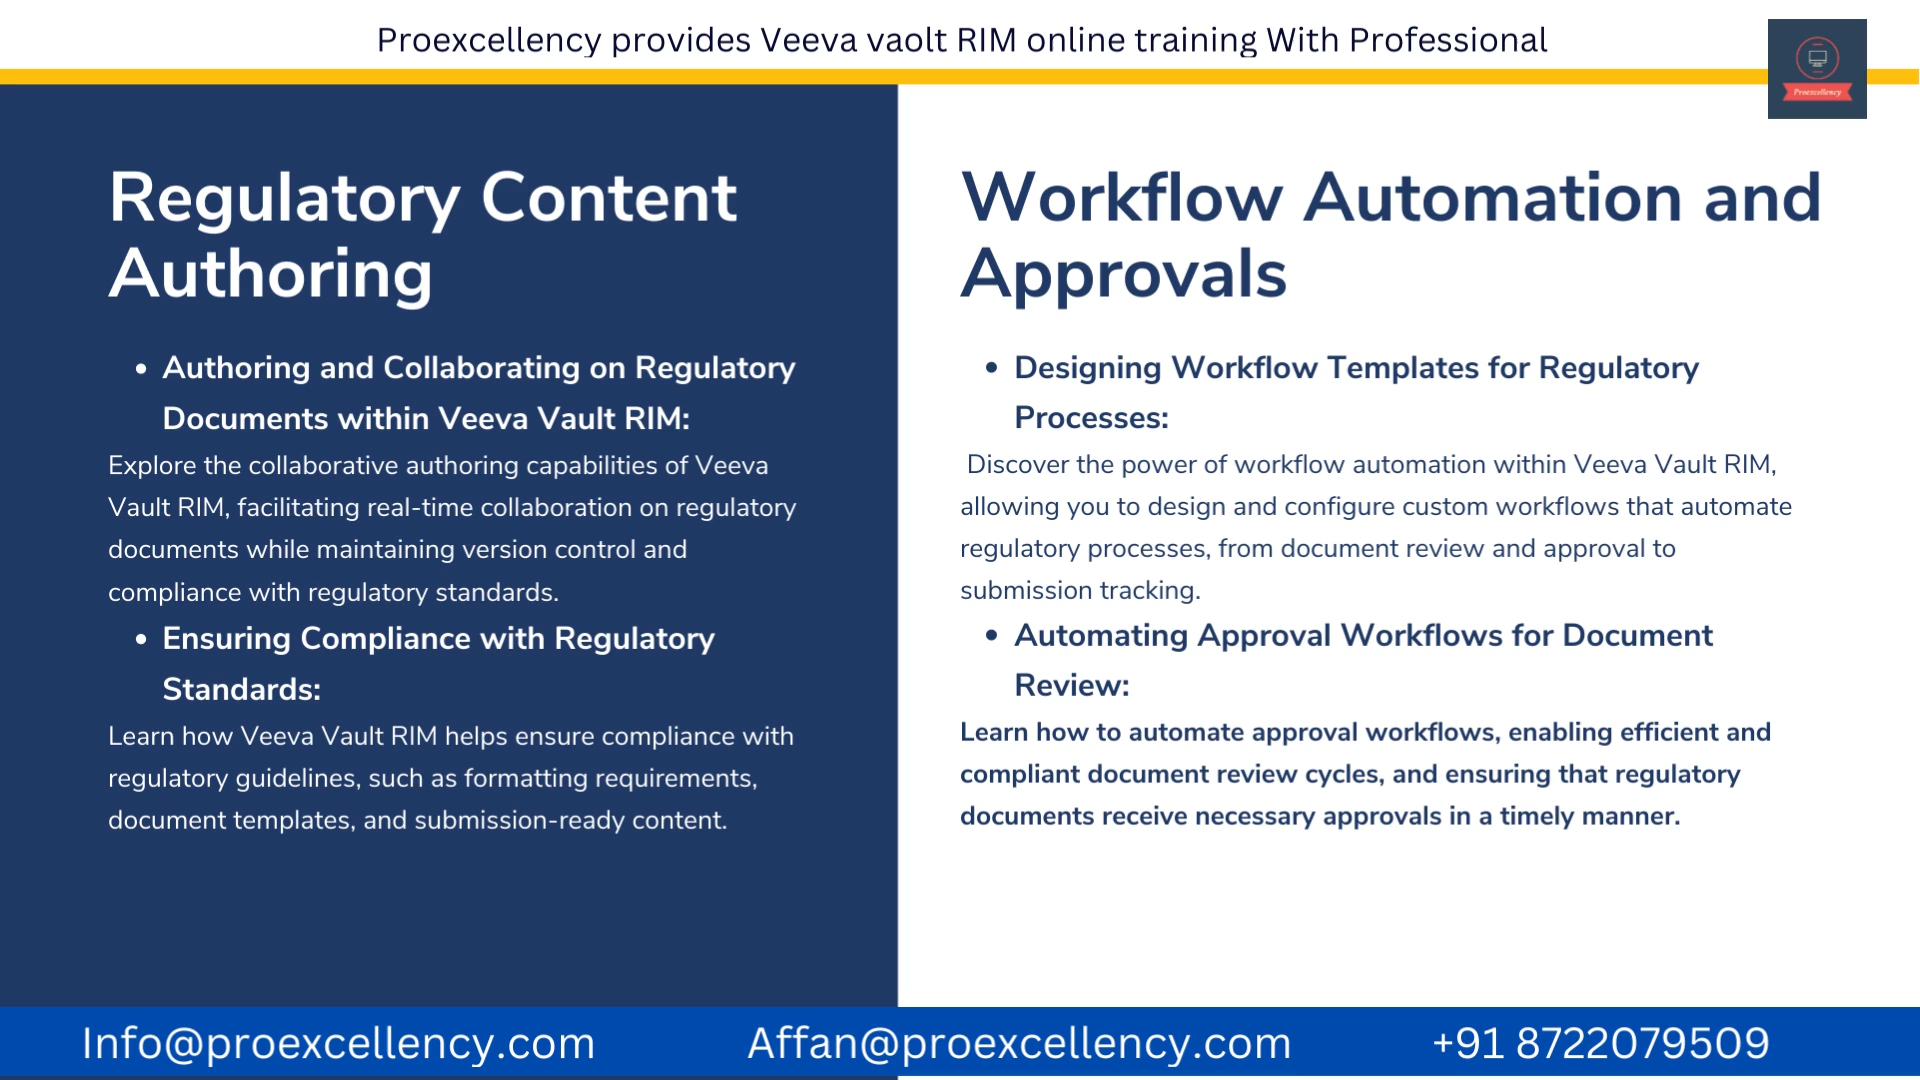 Proexcellency provides Veeva vaolt RIM online training With Professional
Proexcellency
Regulatory Content
Authoring
• Authoring and Collaborating on Regulatory
Documents within Veeva Vault RIM:
Explore the collaborative authoring capabilities of Veeva
Vault RIM, facilitating real-time collaboration on regulatory
documents while maintaining version control and
compliance with regulatory standards.
• Ensuring Compliance with Regulatory
Standards:
Learn how Veeva Vault RIM helps ensure compliance with
regulatory guidelines, such as formatting requirements,
document templates, and submission-ready content.
Workflow Automation and
Approvals
• Designing Workflow Templates for Regulatory
Processes:
Discover the power of workflow automation within Veeva Vault RIM,
allowing you to design and configure custom workflows that automate
regulatory processes, from document review and approval to
submission tracking.
• Automating Approval Workflows for Document
Review:
Learn how to automate approval workflows, enabling efficient and
compliant document review cycles, and ensuring that regulatory
documents receive necessary approvals in a timely manner.
Info@proexcellency.com
Affan@proexcellency.com
+91 8722079509